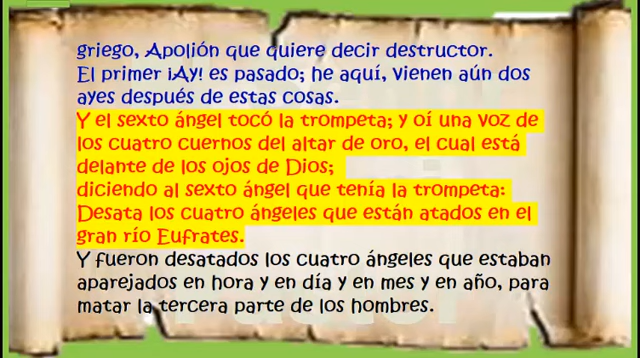 griego, Apolión que quiere decir destructor.
El primer ¡Ay! es pasado; he aquí, vienen aún dos
ayes después de estas cosas.
Y el sexto ángel tocó la trompeta; y oí una voz de
los cuatro cuernos del altar de oro, el cual está
delante de los ojos de Dios;
diciendo al sexto ángel que tenía la trompeta:
Desata los cuatro ángeles que están atados en el
gran río Eufrates.
Y fueron desatados los cuatro ángeles que estaban
aparejados en hora y en día y en mes y en año, para
matar la tercera parte de los hombres.